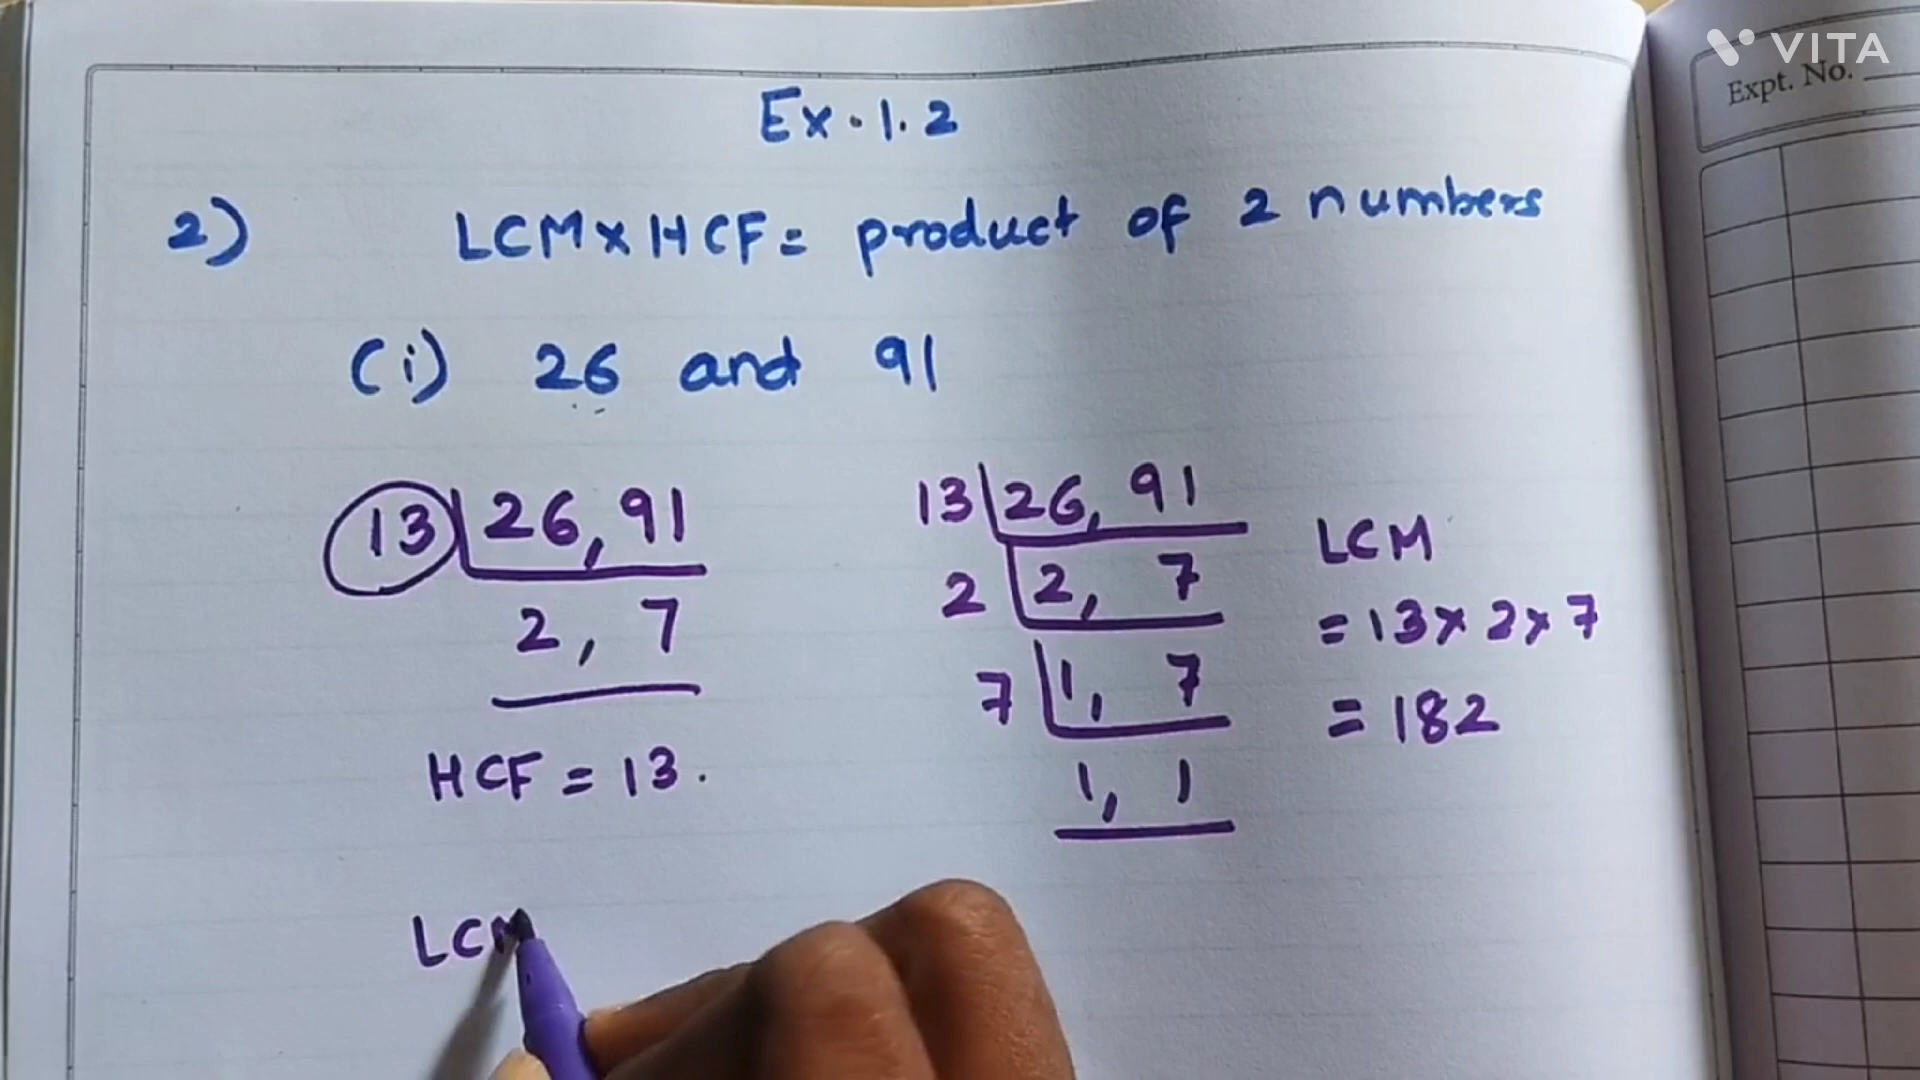 VITA
Expt. No.
Ex. 1.2
2) LCM x HCF = product of 2 numbers
(i) 26 and 91
13 26, 91
2, 7
HCF = 13.
13 26, 91
2 2, 7
7 1, 7
1, 1
LCM
= 13 x 2 x 7
= 182
LCM